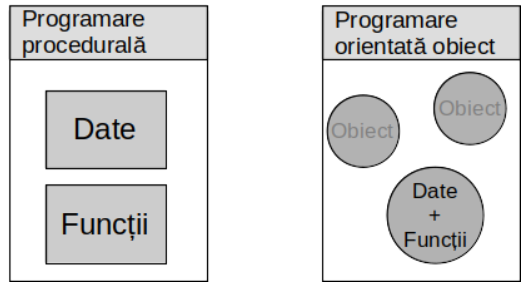 Programare
procedurală
Date
Funcții
Programare
orientată obiect
Obiect
Obiect
Date
+
Funcții